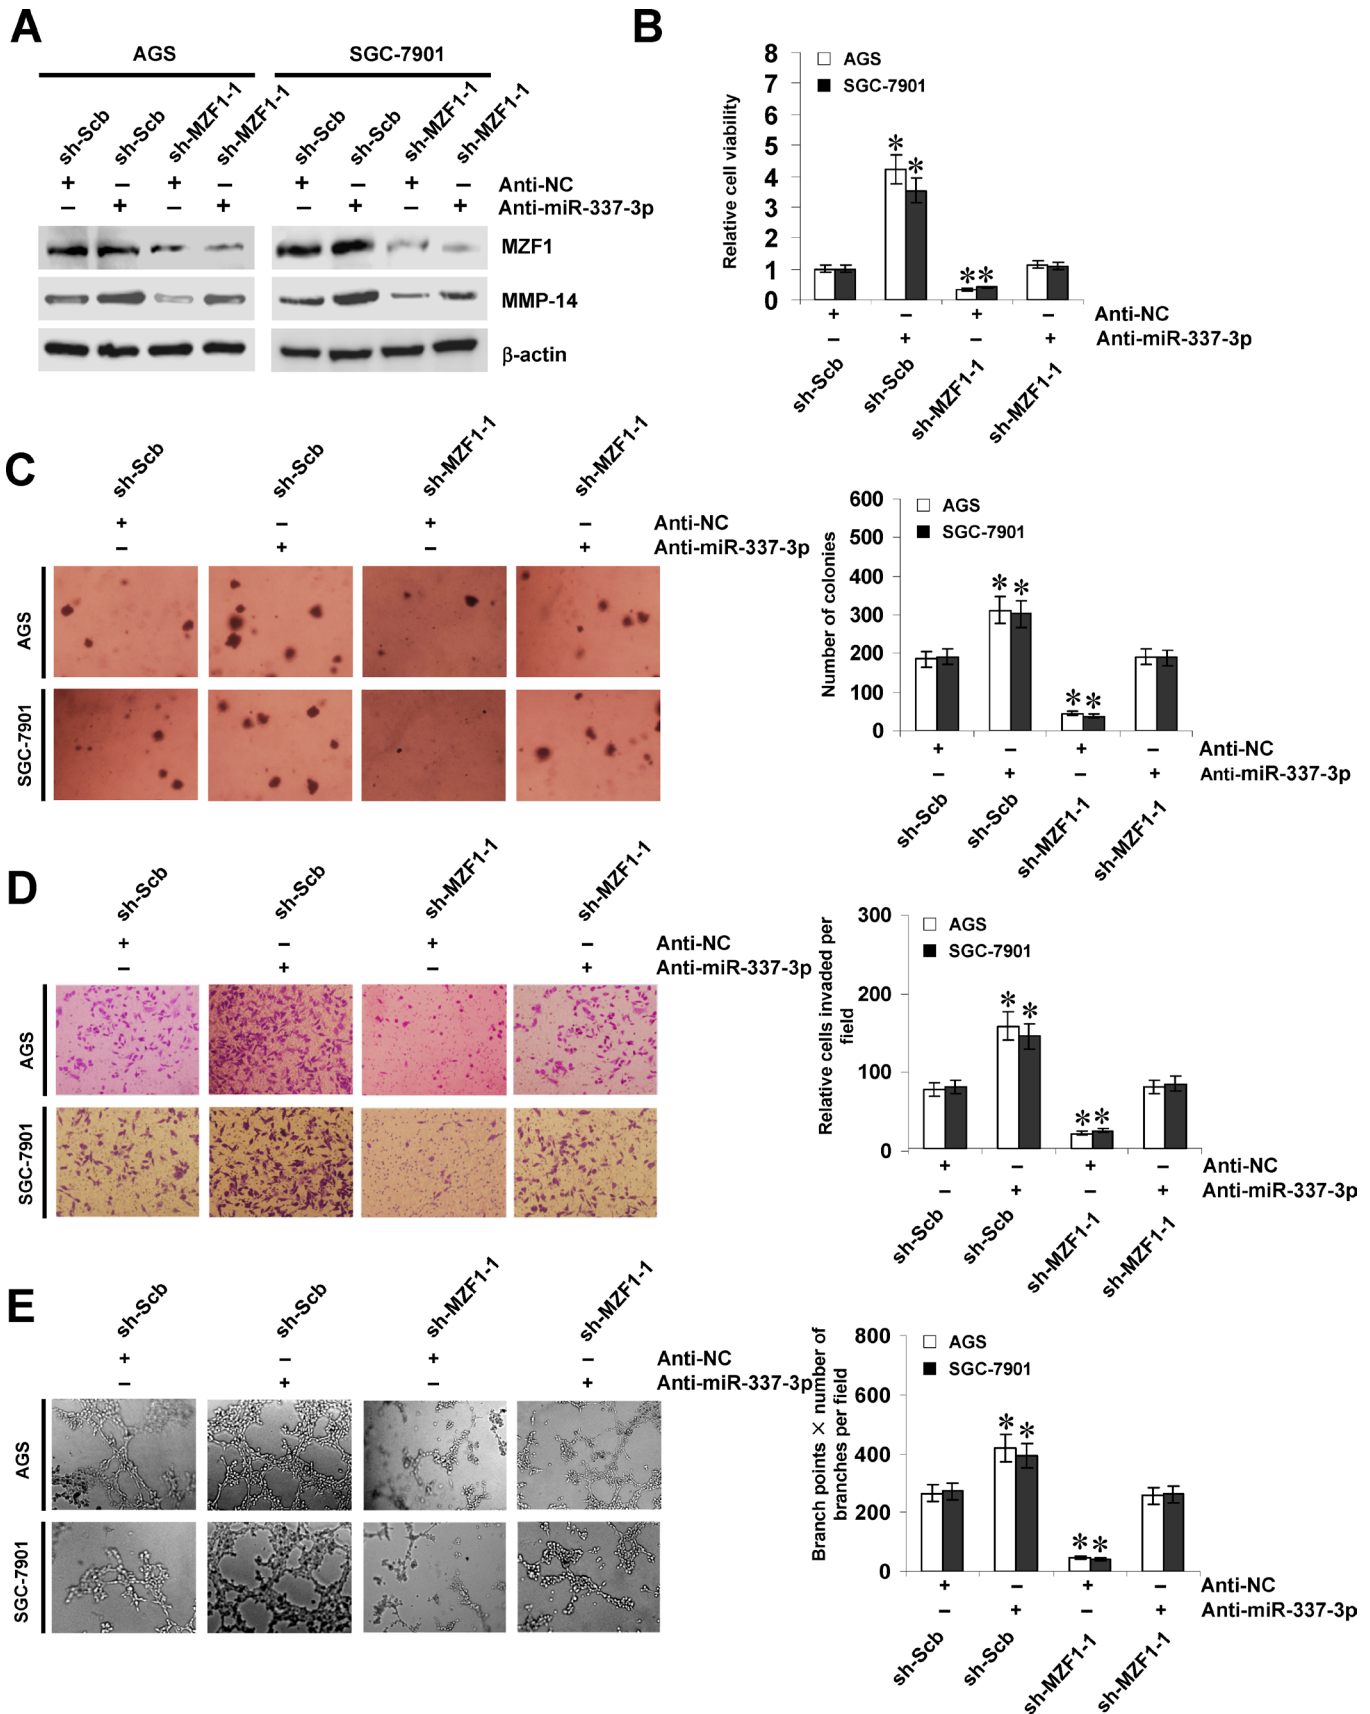 A
AGS SGC-7901
sh-Scb sh-Scb sh-MZF1-1 sh-MZF1-1 sh-Scb sh-Scb sh-MZF1-1 sh-MZF1-1
+ – + – + – + – Anti-NC
– + – + – + – + Anti-miR-337-3p
MZF1
MMP-14
β-actin
B
Relative cell viability
8
7
6
5
4
3
2
1
0
AGS
SGC-7901
* *
* *
+ – + – Anti-NC
– + – + Anti-miR-337-3p
sh-Scb sh-Scb sh-MZF1-1 sh-MZF1-1
C
sh-Scb sh-Scb sh-MZF1-1 sh-MZF1-1
+ – + – Anti-NC
– + – + Anti-miR-337-3p
AGS
SGC-7901
Number of colonies
600
500
400
300
200
100
0
AGS
SGC-7901
* *
* *
+ – + – Anti-NC
– + – + Anti-miR-337-3p
sh-Scb sh-Scb sh-MZF1-1 sh-MZF1-1
D
sh-Scb sh-Scb sh-MZF1-1 sh-MZF1-1
+ – + – Anti-NC
– + – + Anti-miR-337-3p
AGS
SGC-7901
Relative cells invaded per
field
300
200
100
0
AGS
SGC-7901
* *
* *
+ – + – Anti-NC
– + – + Anti-miR-337-3p
sh-Scb sh-Scb sh-MZF1-1 sh-MZF1-1
E
sh-Scb sh-Scb sh-MZF1-1 sh-MZF1-1
+ – + – Anti-NC
– + – + Anti-miR-337-3p
AGS
SGC-7901
Branch points × number of
branches per field
800
600
400
200
0
AGS
SGC-7901
* *
* *
+ – + – Anti-NC
– + – + Anti-miR-337-3p
sh-Scb sh-Scb sh-MZF1-1 sh-MZF1-1